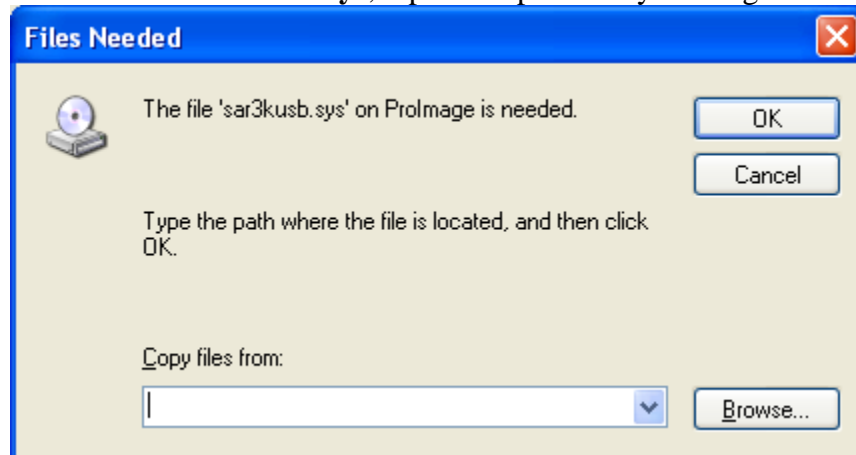 Files Needed
The file 'sar3kusb.sys' on ProImage is needed.
OK
Cancel
Type the path where the file is located, and then click
OK.
Copy files from:
Browse...